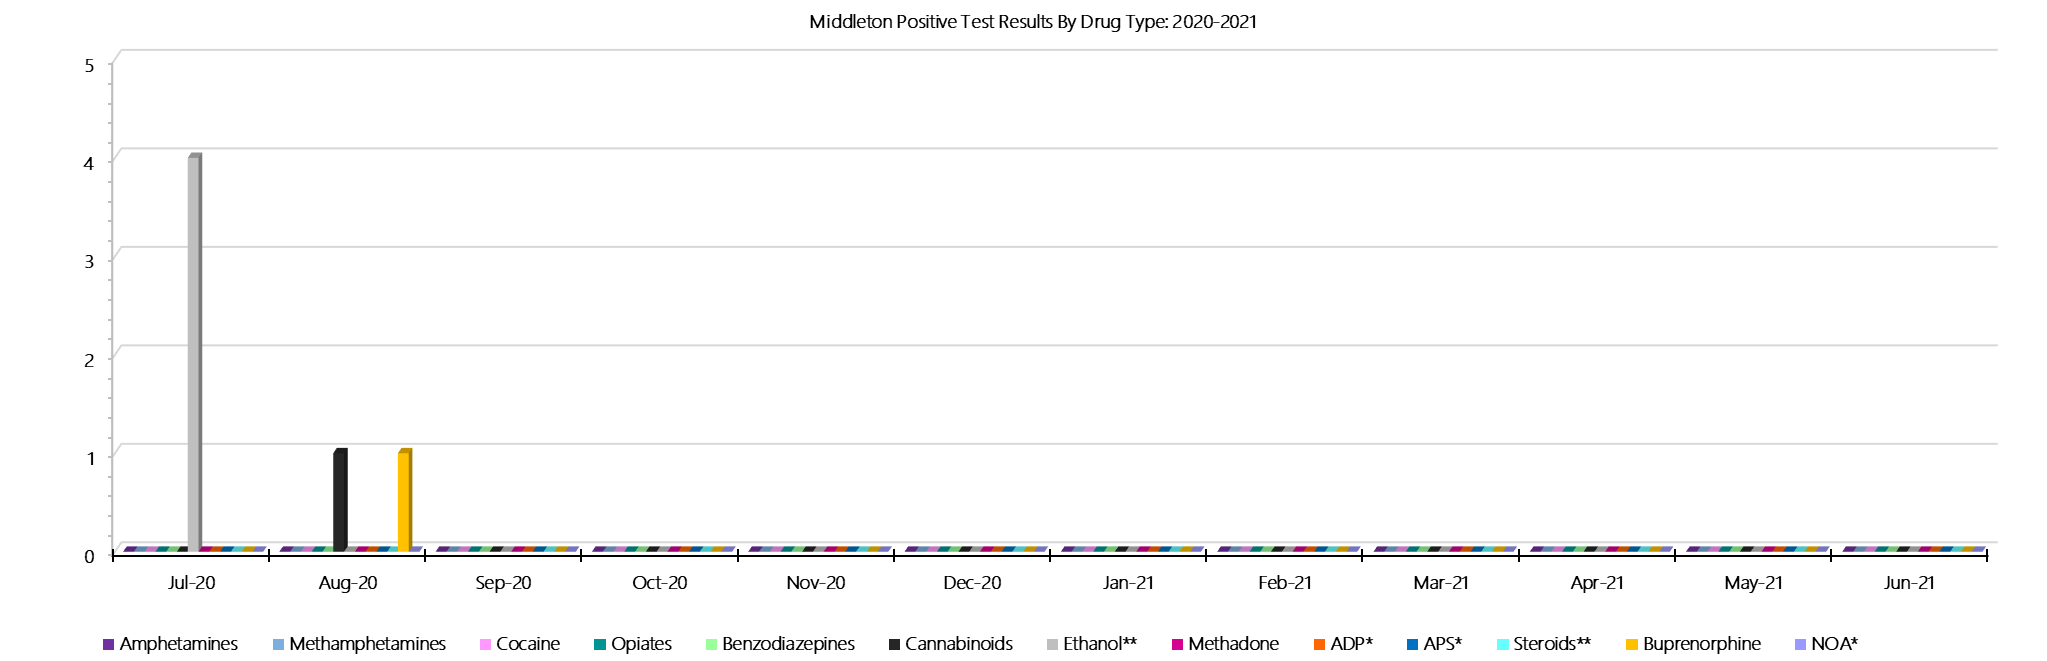 Middleton Positive Test Results By Drug Type: 2020-2021
5
4
3
2
1
0
Jul-20 Aug-20 Sep-20 Oct-20 Nov-20 Dec-20 Jan-21 Feb-21 Mar-21 Apr-21 May-21 Jun-21
Amphetamines Methamphetamines Cocaine Opiates Benzodiazepines Cannabinoids Ethanol** Methadone ADP* APS* Steroids** Buprenorphine NOA*